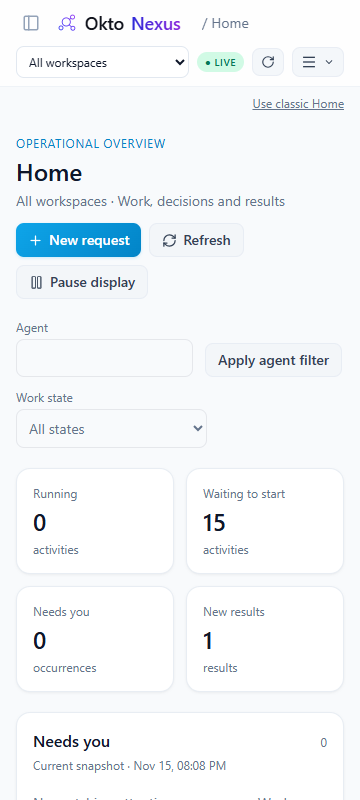 Okto Nexus / Home
All workspaces LIVE
Use classic Home
OPERATIONAL OVERVIEW
Home
All workspaces · Work, decisions and results
New request Refresh
Pause display
Agent
Apply agent filter
Work state
All states
Running
0
activities
Waiting to start
15
activities
Needs you
0
occurrences
New results
1
results
Needs you 0
Current snapshot · Nov 15, 08:08 PM